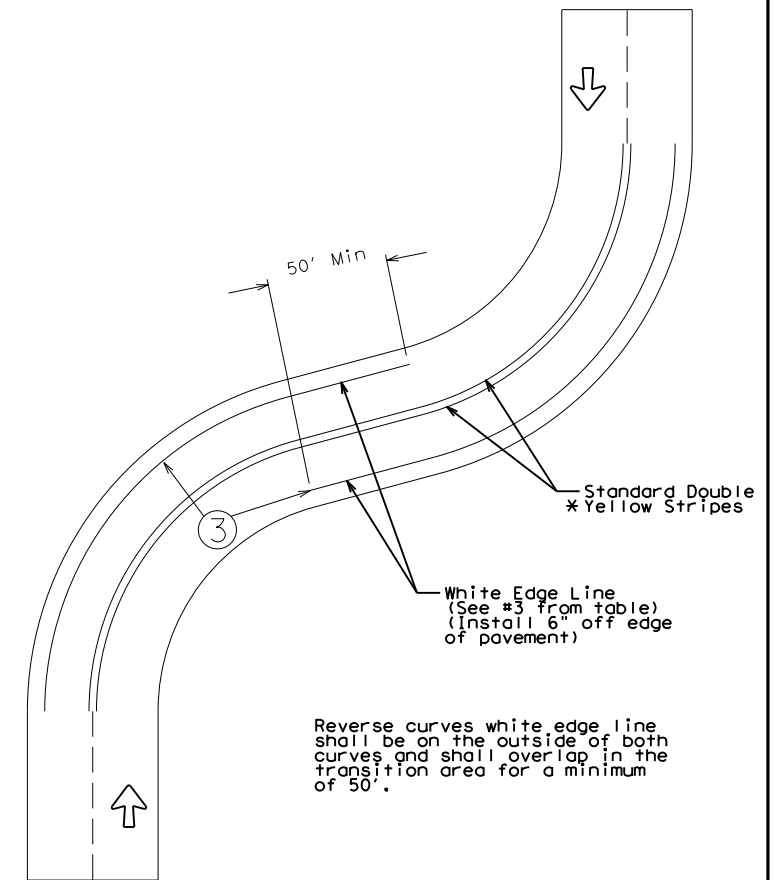 50' Min
Standard Double
* Yellow Stripes
3
White Edge Line
(See #3 from table)
(Install 6" off edge
of pavement)
Reverse curves white edge line
shall be on the outside of both
curves and shall overlap in the
transition area for a minimum
of 50'.